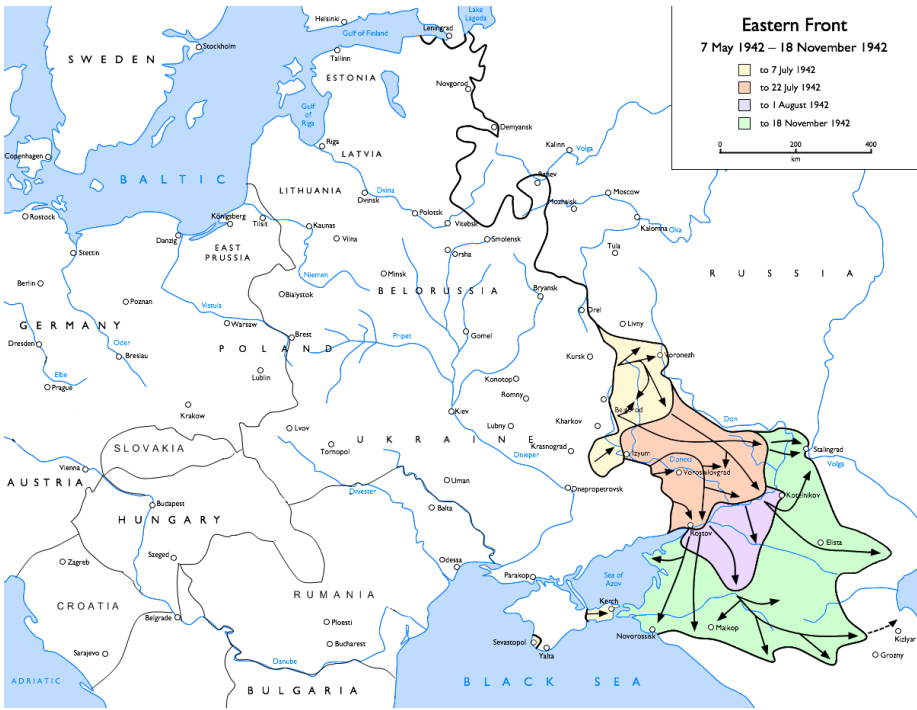 Eastern Front
7 May 1942 – 18 November 1942
to 7 July 1942
to 22 July 1942
to 1 August 1942
to 18 November 1942
0
200
400
km
Lake
Lagoda
Helsinki
Leningrad
Gulf of Finland
Stockholm
SWEDEN
Tallinn
ESTONIA
Novgorod
Gulf
of
Riga
Demyansk
Riga
Kalinn
Volga
LATVIA
Copenhagen
BALTIC
Rzhev
LITHUANIA
Dvina
Dvinsk
Moscow
Mozhaisk
Polotsk
Rostock
Königsberg
Tilsit
Kaunas
Vitebsk
Kalomna
Oka
Danzig
Vilna
Smolensk
Tula
Stettin
EAST
PRUSSIA
Orsha
Niemen
Minsk
RUSSIA
Berlin
Bialystok
BELORUSSIA
Bryansk
Poznan
Vistula
Orel
Livny
GERMANY
Warsaw
Brest
Pripet
Gomel
Dresden
Oder
Breslau
POLAND
Kursk
Voronezh
Elbe
Prague
Lublin
Konotop
Romny
Krakow
Kiev
Belgorod
Lubny
Kharkov
Don
Lvov
SLOVAKIA
Tornopol
UKRAINE
Krasnograd
Dnieper
Izyum
Donets
Stalingrad
Volga
Vienna
AUSTRIA
Voroshilovgrad
Uman
Dniester
Dnepropetrovsk
Kotelnikov
Budapest
Balta
HUNGARY
Rostov
Elista
Szeged
Zagreb
Odessa
Parakop
Sea of
Azov
RUMANIA
CROATIA
Kerch
Belgrade
Ploesti
Maikop
Novorossisk
Kizlyar
Sevastopol
Yalta
Bucharest
Sarajevo
Grozny
Danube
ADRIATIC
BLACK SEA
BULGARIA